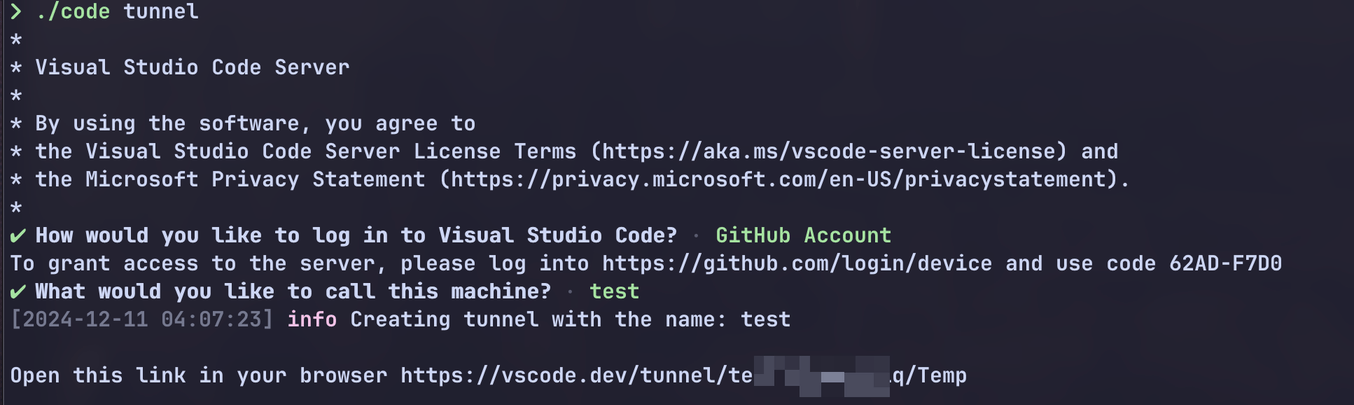 ❯ ./code tunnel
*
* Visual Studio Code Server
*
* By using the software, you agree to
* the Visual Studio Code Server License Terms (https://aka.ms/vscode-server-license) and
* the Microsoft Privacy Statement (https://privacy.microsoft.com/en-US/privacystatement).
*
✔ How would you like to log in to Visual Studio Code? · GitHub Account
To grant access to the server, please log into https://github.com/login/device and use code 62AD-F7D0
✔ What would you like to call this machine? · test
[2024-12-11 04:07:23] info Creating tunnel with the name: test
Open this link in your browser https://vscode.dev/tunnel/te q/Temp